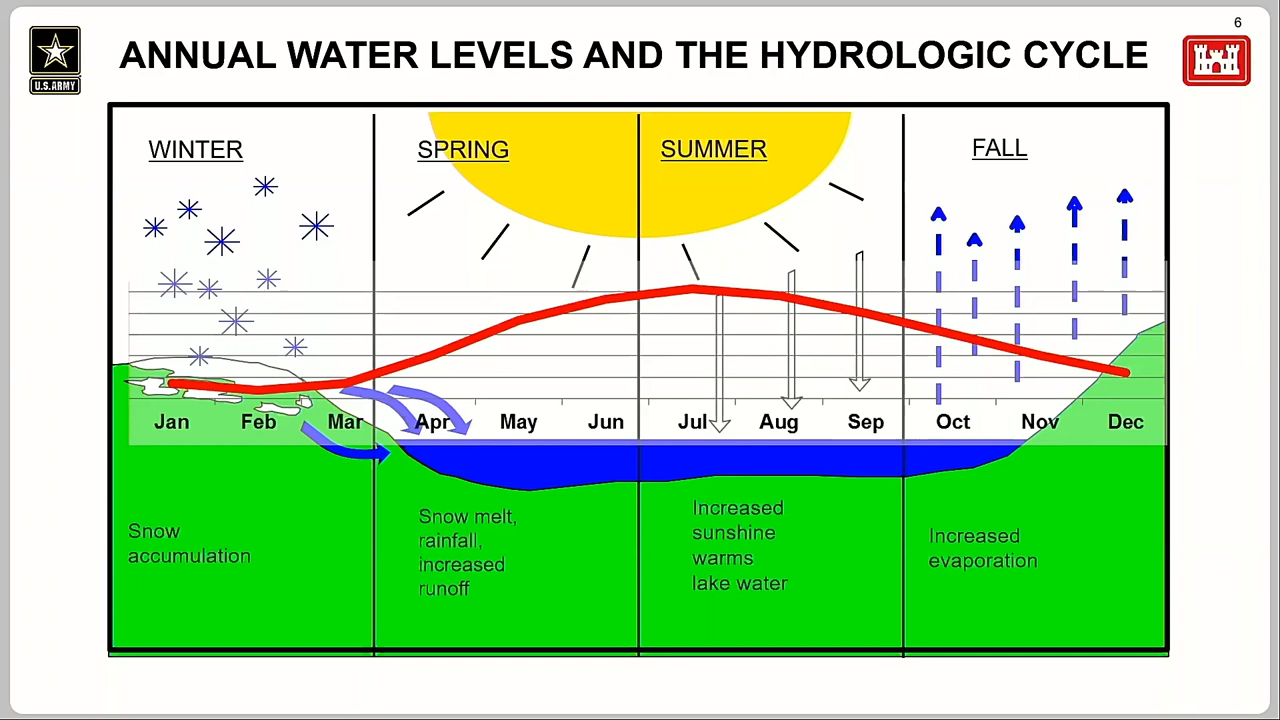 6
ANNUAL WATER LEVELS AND THE HYDROLOGIC CYCLE
U.S. ARMY
WINTER
SPRING
SUMMER
FALL
Jan Feb Mar Apr May Jun Jul Aug Sep Oct Nov Dec
Snow
accumulation
Snow melt,
rainfall,
increased
runoff
Increased
sunshine
warms
lake water
Increased
evaporation